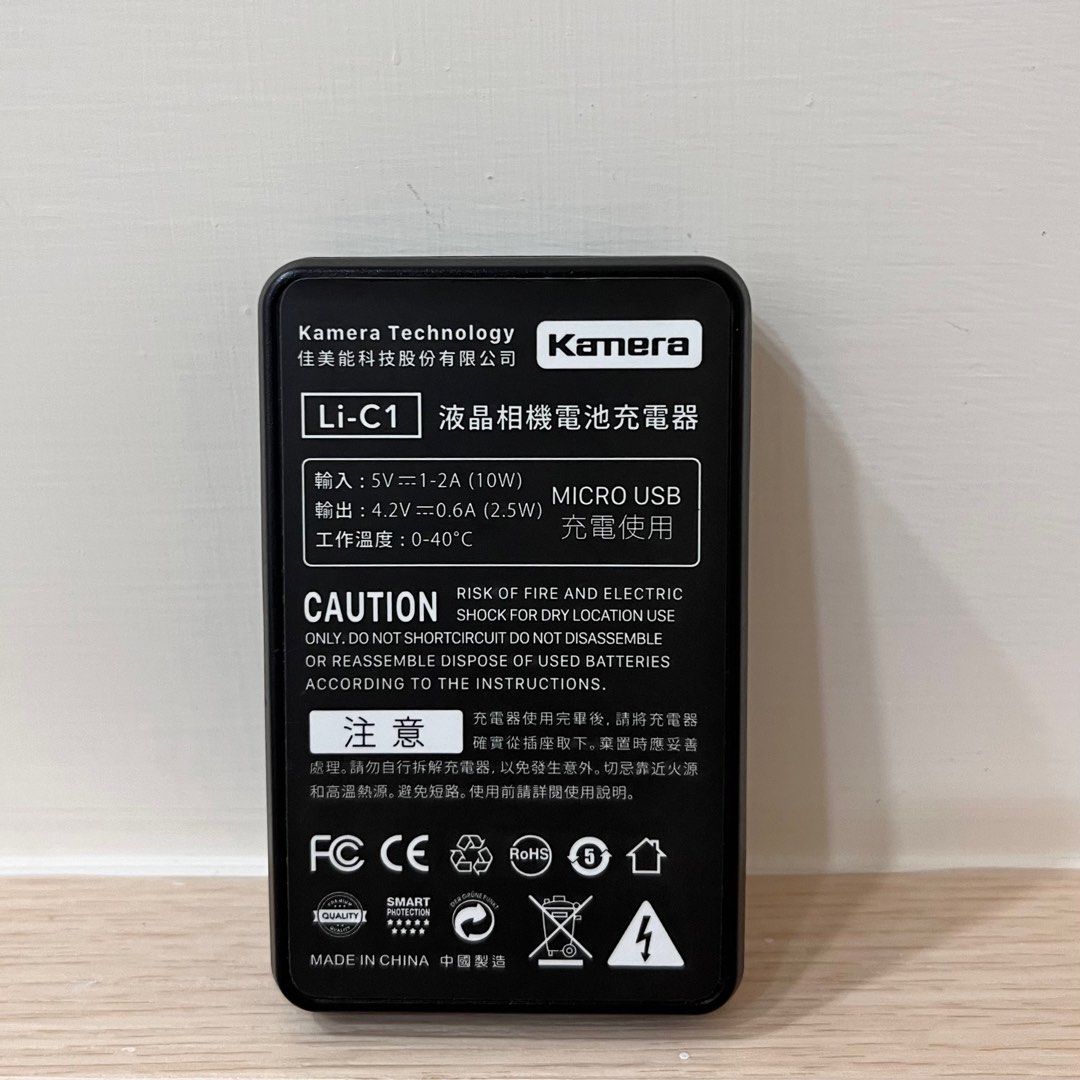 Kamera Technology
佳美能科技股份有限公司
Kamera
Li-C1
液晶相機電池充電器
輸入：5V⎓1-2A (10W)
輸出：4.2V⎓0.6A (2.5W)
工作溫度：0-40°C
MICRO USB
充電使用
CAUTION RISK OF FIRE AND ELECTRIC
SHOCK FOR DRY LOCATION USE
ONLY. DO NOT SHORTCIRCUIT DO NOT DISASSEMBLE
OR REASSEMBLE DISPOSE OF USED BATTERIES
ACCORDING TO THE INSTRUCTIONS.
注意 充電器使用完畢後，請將充電器
確實從插座取下。棄置時應妥善
處理。請勿自行拆解充電器，以免發生意外。切忌靠近火源
和高溫熱源。避免短路。使用前請詳閱使用說明。
FC CE RoHS 5
PREMIUM
QUALITY
QUALITY
SMART
PROTECTION
DER GRÜNE PUNKT
MADE IN CHINA 中國製造